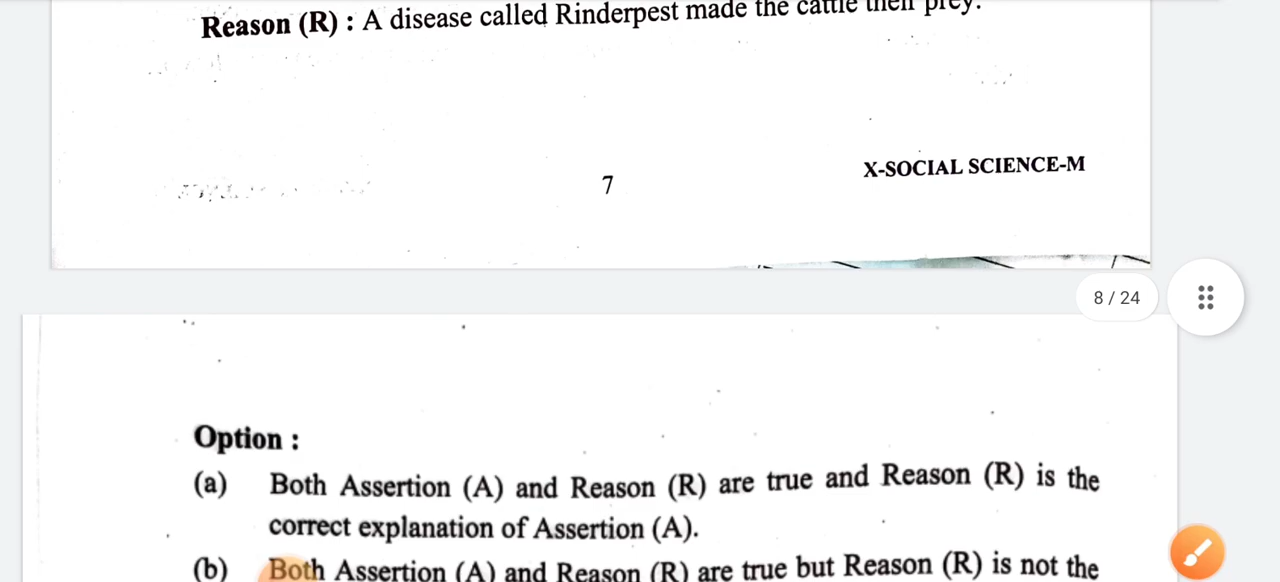 Reason (R) : A disease called Rinderpest made the cattle their prey.
7
X-SOCIAL SCIENCE-M
8 / 24
Option :
(a) Both Assertion (A) and Reason (R) are true and Reason (R) is the
correct explanation of Assertion (A).
(b) Both Assertion (A) and Reason (R) are true but Reason (R) is not the